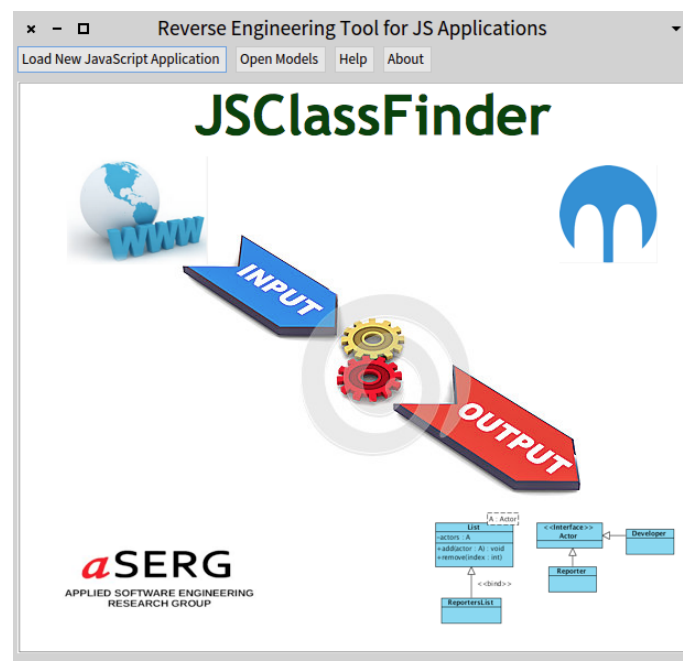 Reverse Engineering Tool for JS Applications
Load New JavaScript Application Open Models Help About
JSClassFinder
WWW
INPUT
OUTPUT
A : Actor
List
-actors : A
+add(actor : A) : void
+remove(index : int)
<<bind>>
ReportersList
<<Interface>>
Actor
Developer
Reporter
aSERG
APPLIED SOFTWARE ENGINEERING
RESEARCH GROUP